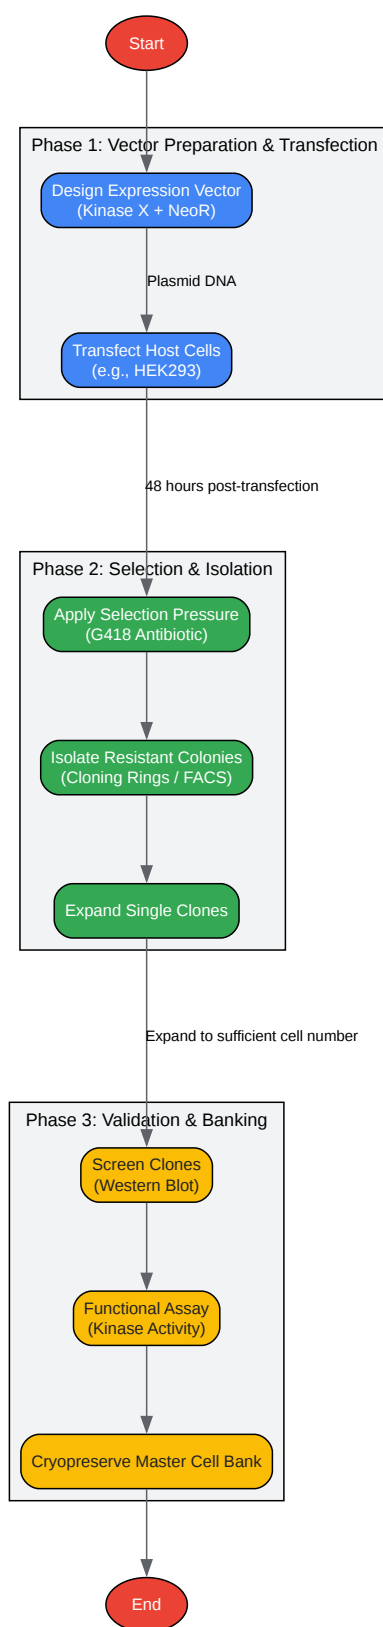 Start
Phase 1: Vector Preparation & Transfection
Design Expression Vector
(Kinase X + NeoR)
Plasmid DNA
Transfect Host Cells
(e.g., HEK293)
48 hours post-transfection
Phase 2: Selection & Isolation
Apply Selection Pressure
(G418 Antibiotic)
Isolate Resistant Colonies
(Cloning Rings / FACS)
Expand Single Clones
Expand to sufficient cell number
Phase 3: Validation & Banking
Screen Clones
(Western Blot)
Functional Assay
(Kinase Activity)
Cryopreserve Master Cell Bank
End